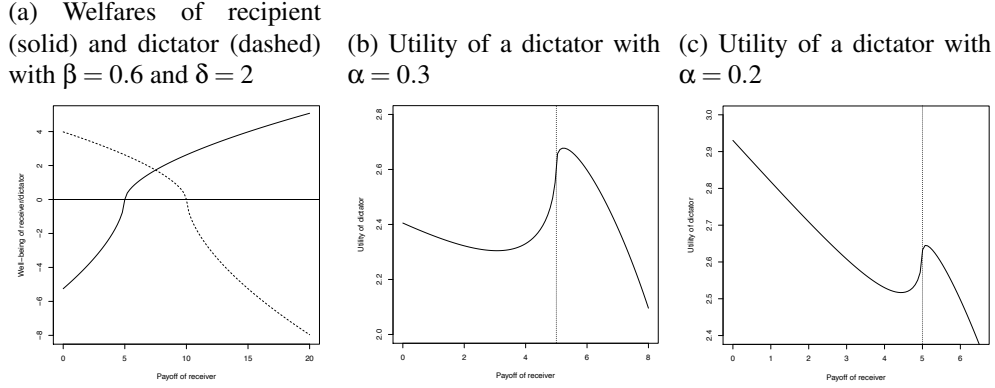 (a) Welfares of recipient
(solid) and dictator (dashed)
with β = 0.6 and δ = 2
(b) Utility of a dictator with
α = 0.3
(c) Utility of a dictator with
α = 0.2
Well−being of receiver/dictator
4
2
0
−2
−4
−6
−8
0 5 10 15 20
Payoff of receiver
Utility of dictator
2.8
2.6
2.4
2.2
2.0
0 2 4 6 8
Payoff of receiver
Utility of dictator
3.0
2.9
2.8
2.7
2.6
2.5
2.4
0 1 2 3 4 5 6
Payoff of receiver